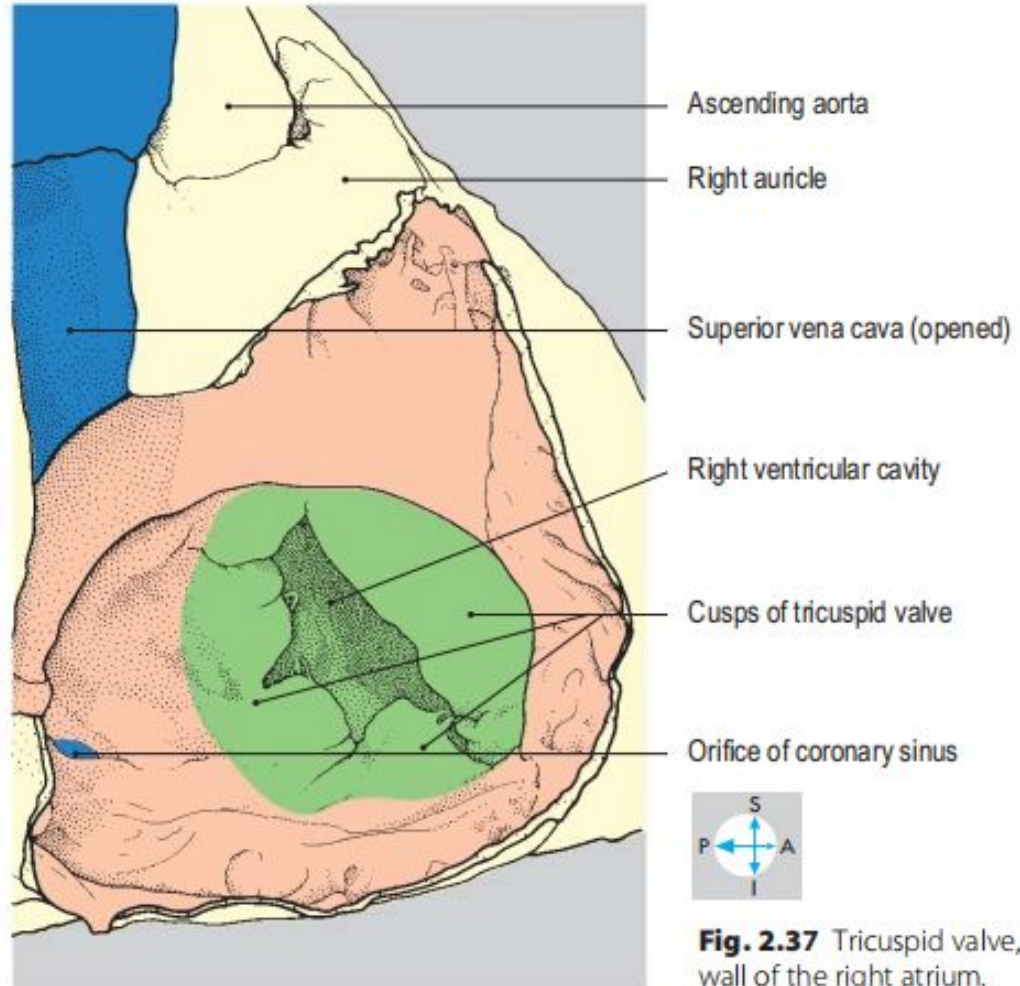 Ascending aorta
Right auricle
Superior vena cava (opened)
Right ventricular cavity
Cusps of tricuspid valve
Orifice of coronary sinus
S
P A
I
Fig. 2.37 Tricuspid valve,
wall of the right atrium.